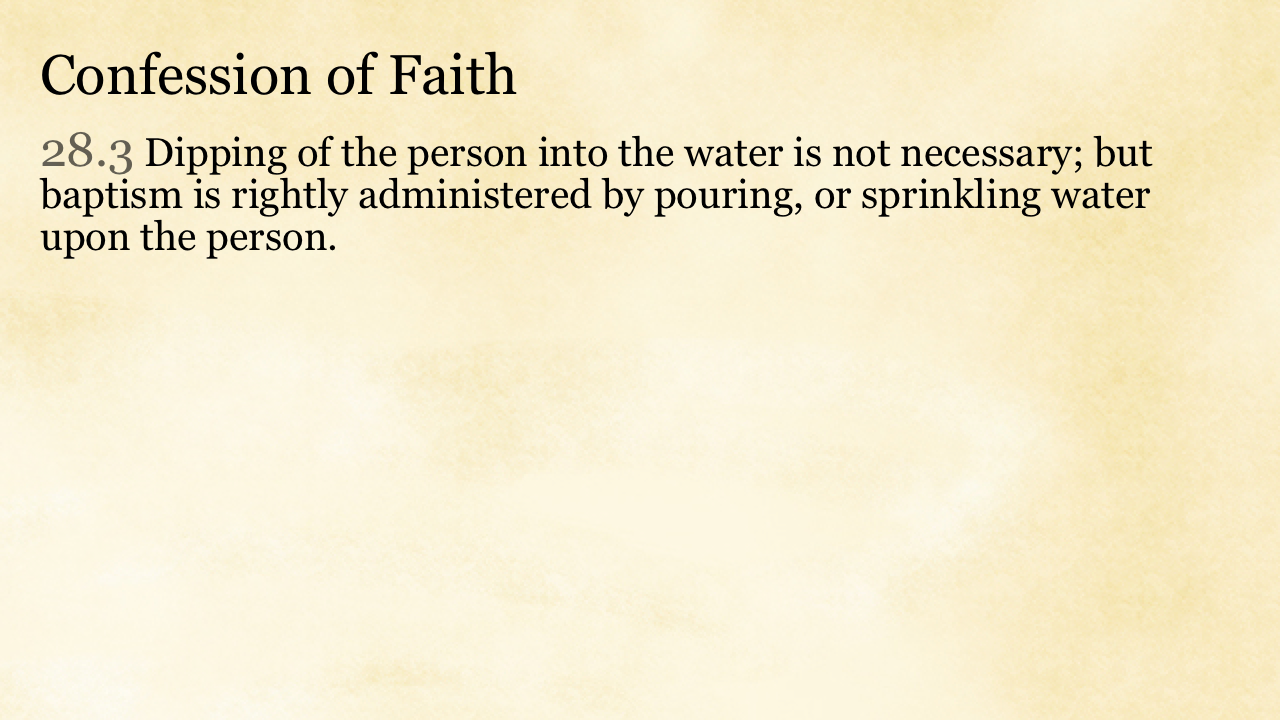 Confession of Faith
28.3 Dipping of the person into the water is not necessary; but
baptism is rightly administered by pouring, or sprinkling water
upon the person.